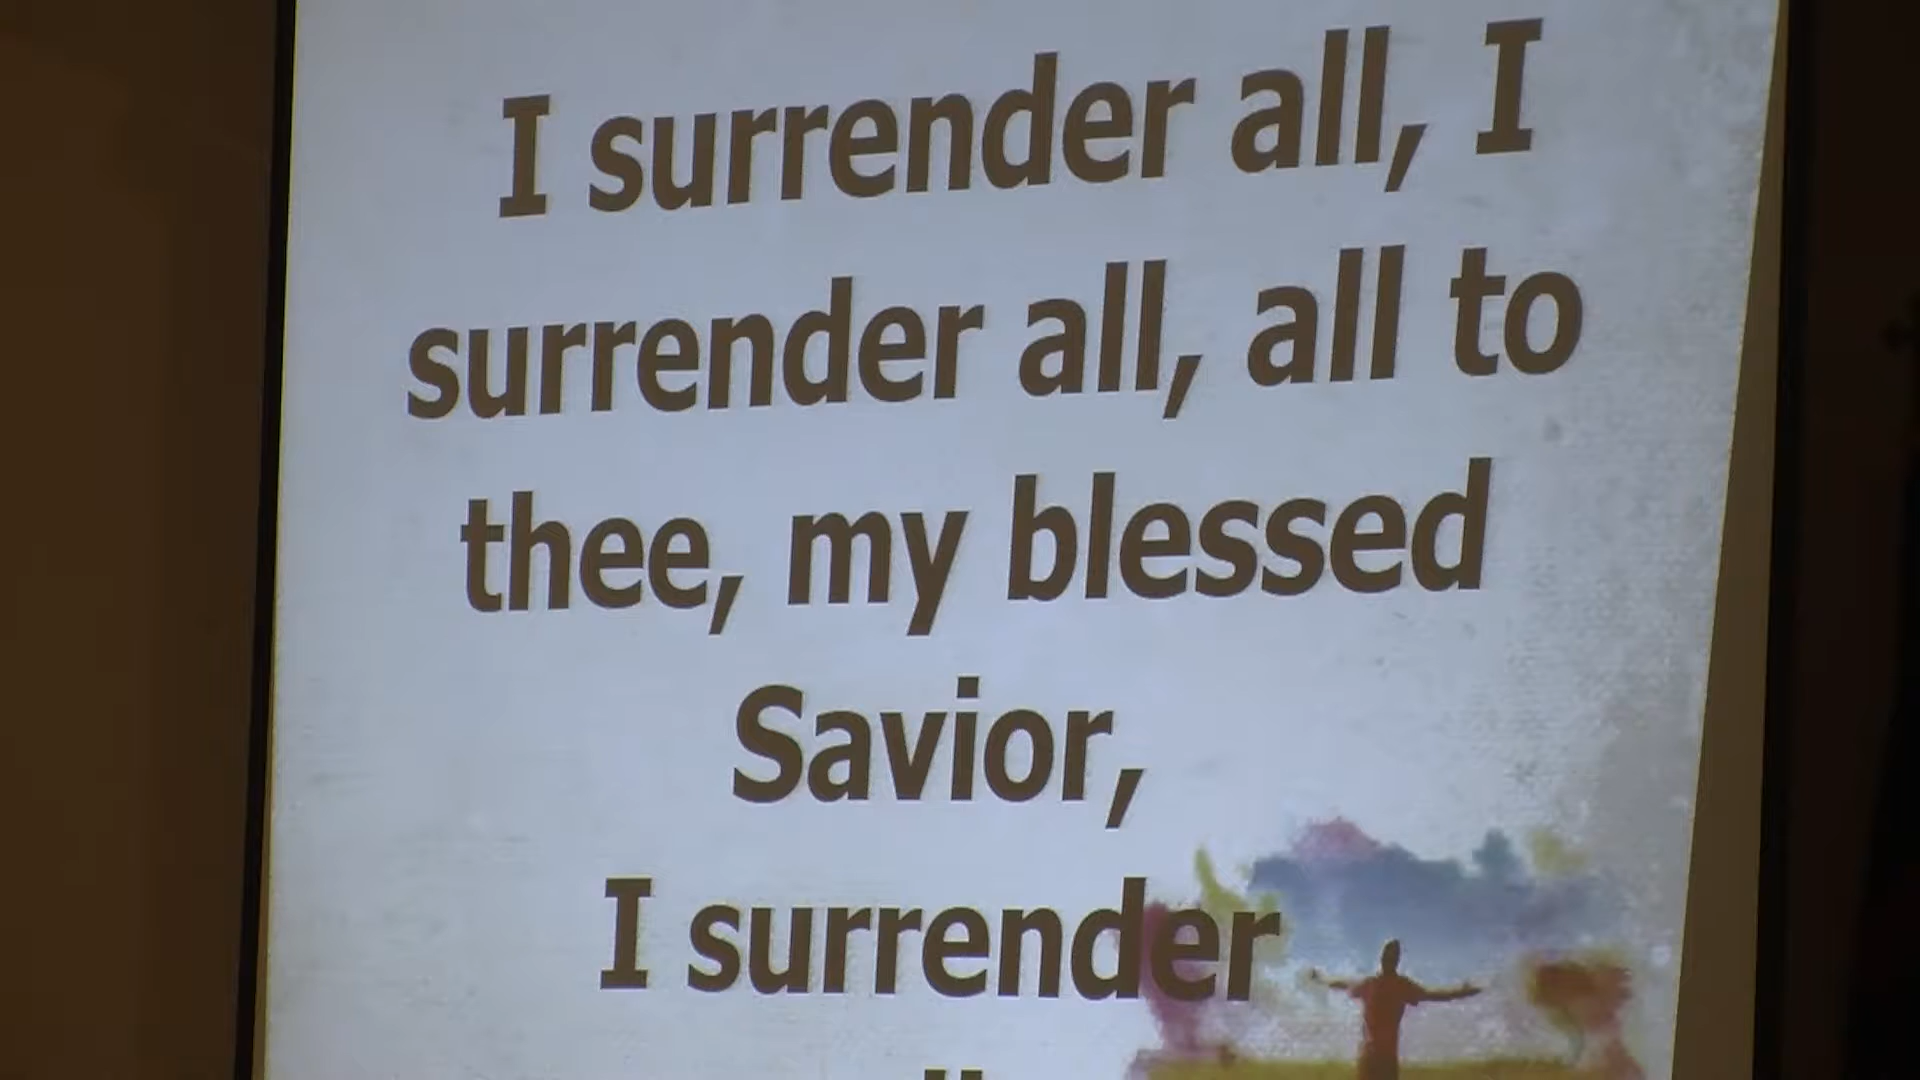 I surrender all, I
surrender all, all to
thee, my blessed
Savior,
I surrender